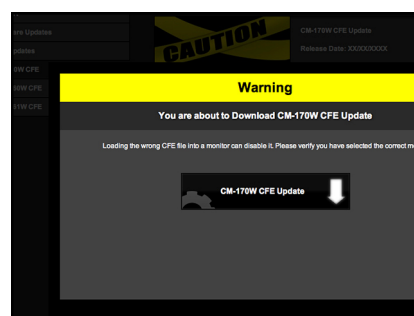 are Updates
pdates
0W CFE
50W CFE
51W CFE
CAUTION
CM-170W CFE Update
Release Date: XX/XX/XXXX
Warning
You are about to Download CM-170W CFE Update
Loading the wrong CFE file into a monitor can disable it. Please verify you have selected the correct m
CM-170W CFE Update